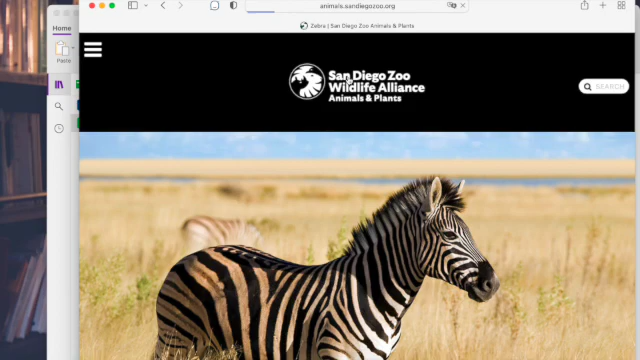 animals.sandiegozoo.org
Zebra | San Diego Zoo Animals & Plants
Home
Paste
San Diego Zoo
Wildlife Alliance
Animals & Plants
SEARCH